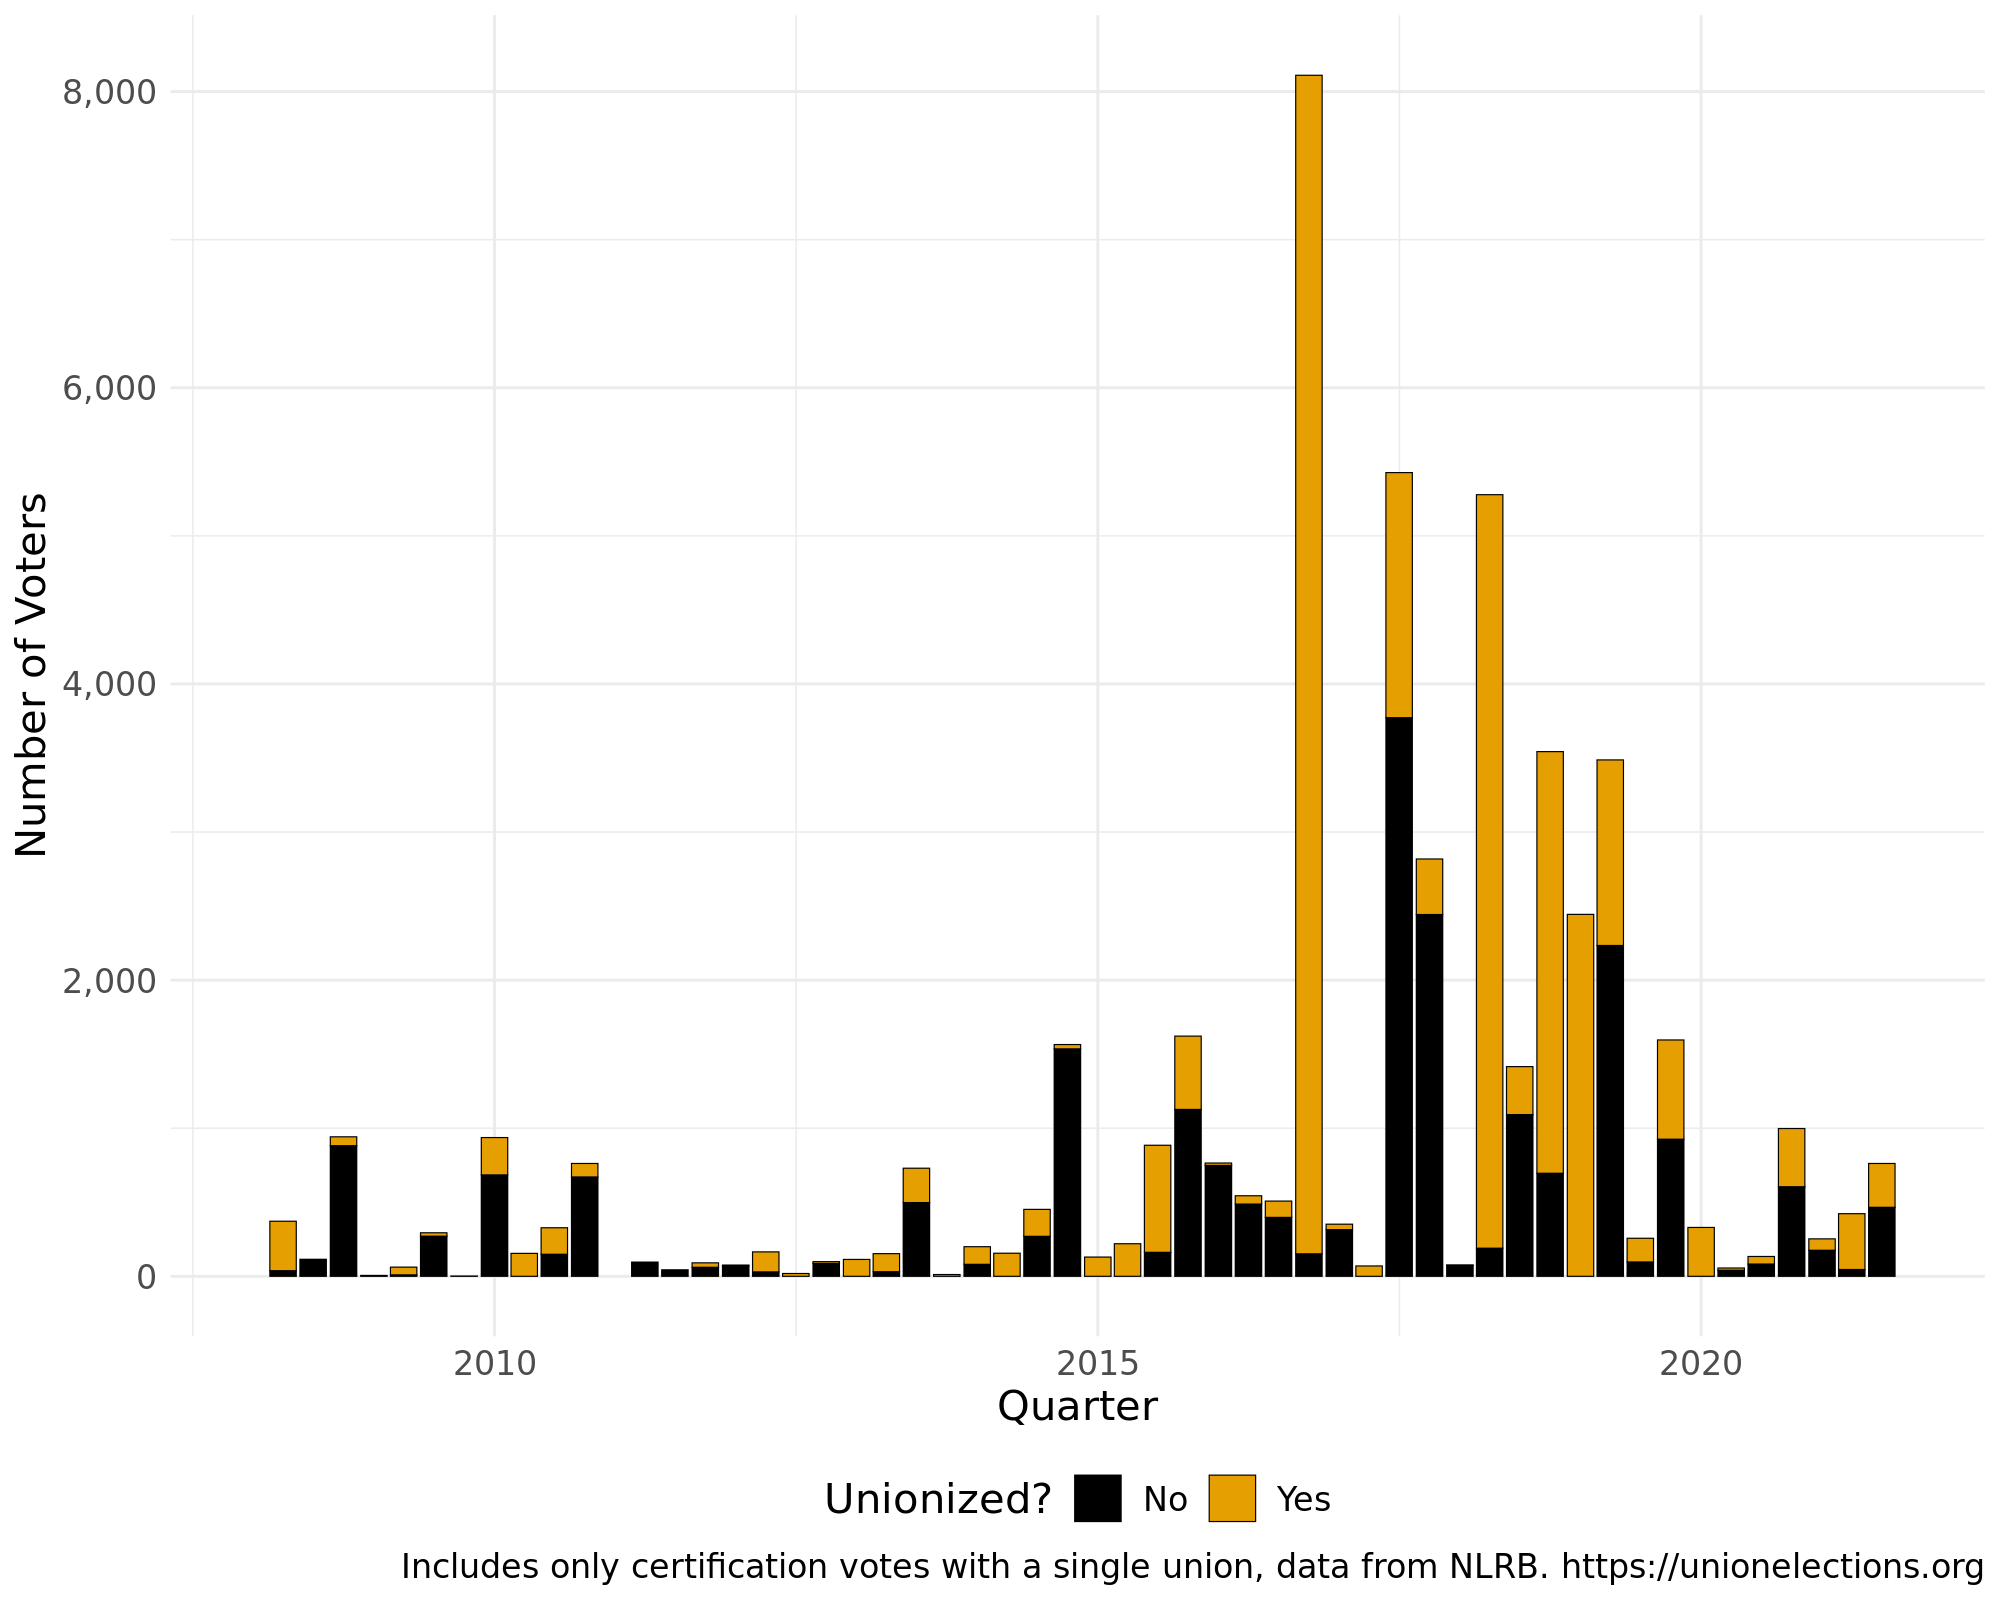 8,000
6,000
4,000
2,000
0
Number of Voters
2010 2015 2020
Quarter
Unionized? No Yes
Includes only certification votes with a single union, data from NLRB. https://unionelections.org